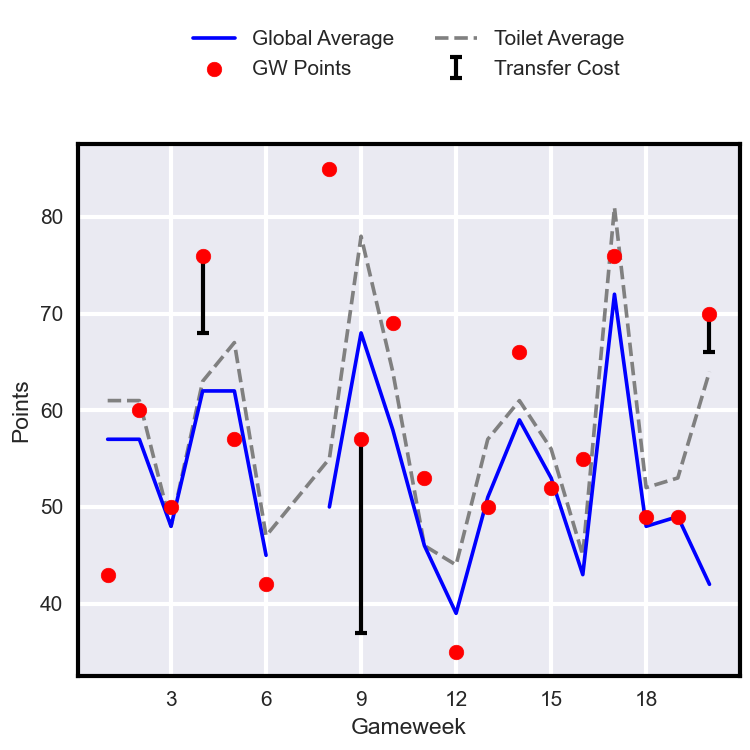 Global Average
Toilet Average
GW Points
Transfer Cost
80
70
60
50
40
Points
3 6 9 12 15 18
Gameweek